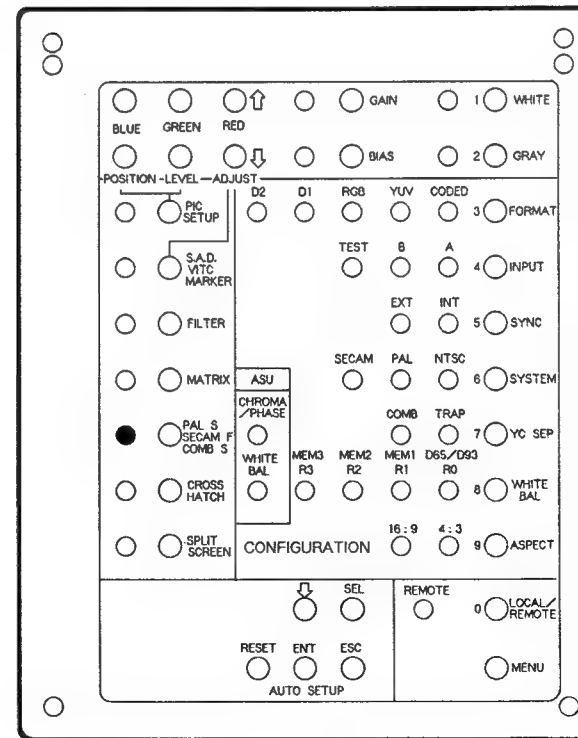 GAIN 1 WHITE
BLUE GREEN RED
BIAS 2 GRAY
POSITION LEVEL ADJUST
D2 D1 RGB YUV CODED
PIC
SETUP
3 FORMAT
TEST B A
S.A.D.
VITC
MARKER
4 INPUT
EXT INT
FILTER
5 SYNC
SECAM PAL NTSC
MATRIX
ASU
6 SYSTEM
CHROMA
/PHASE
COMB TRAP
PAL S
SECAM F
COMB S
7 YC SEP
WHITE
BAL
MEM3 MEM2 MEM1 D65/D93
R3 R2 R1 R0
CROSS
HATCH
8 WHITE
BAL
16:9 4:3
SPLIT
SCREEN
CONFIGURATION
9 ASPECT
SEL REMOTE
0 LOCAL/
REMOTE
RESET ENT ESC
MENU
AUTO SETUP